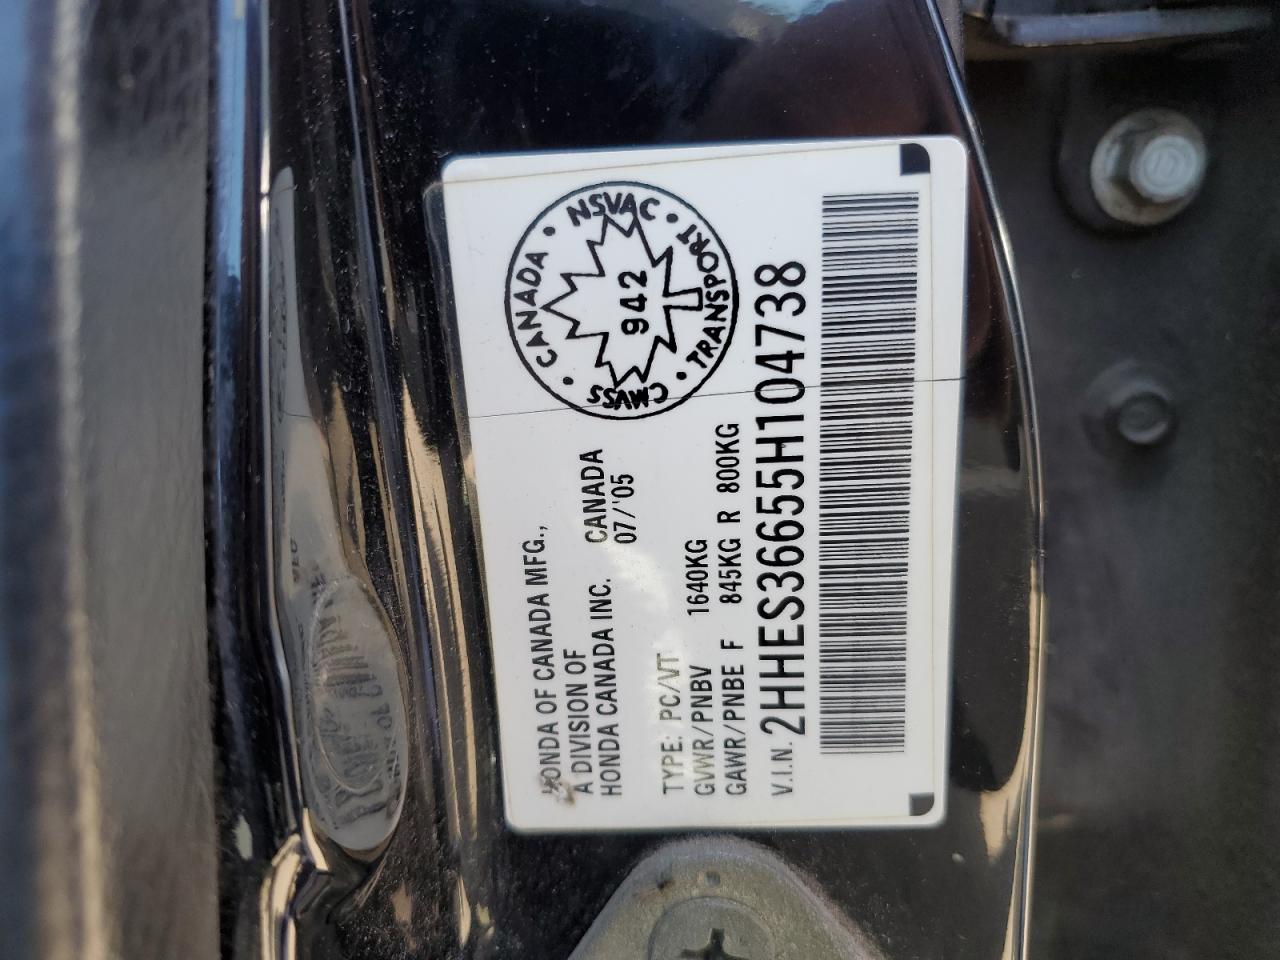 HONDA OF CANADA MFG.,
A DIVISION OF
HONDA CANADA INC. CANADA
07/'05
CANADA • NSVAC • TRANSPORT • CMVSS •
942
TYPE: PC/VT
GVWR/PNBV 1640KG
GAWR/PNBE F 845KG R 800KG
V.I.N. 2HHES36655H104738